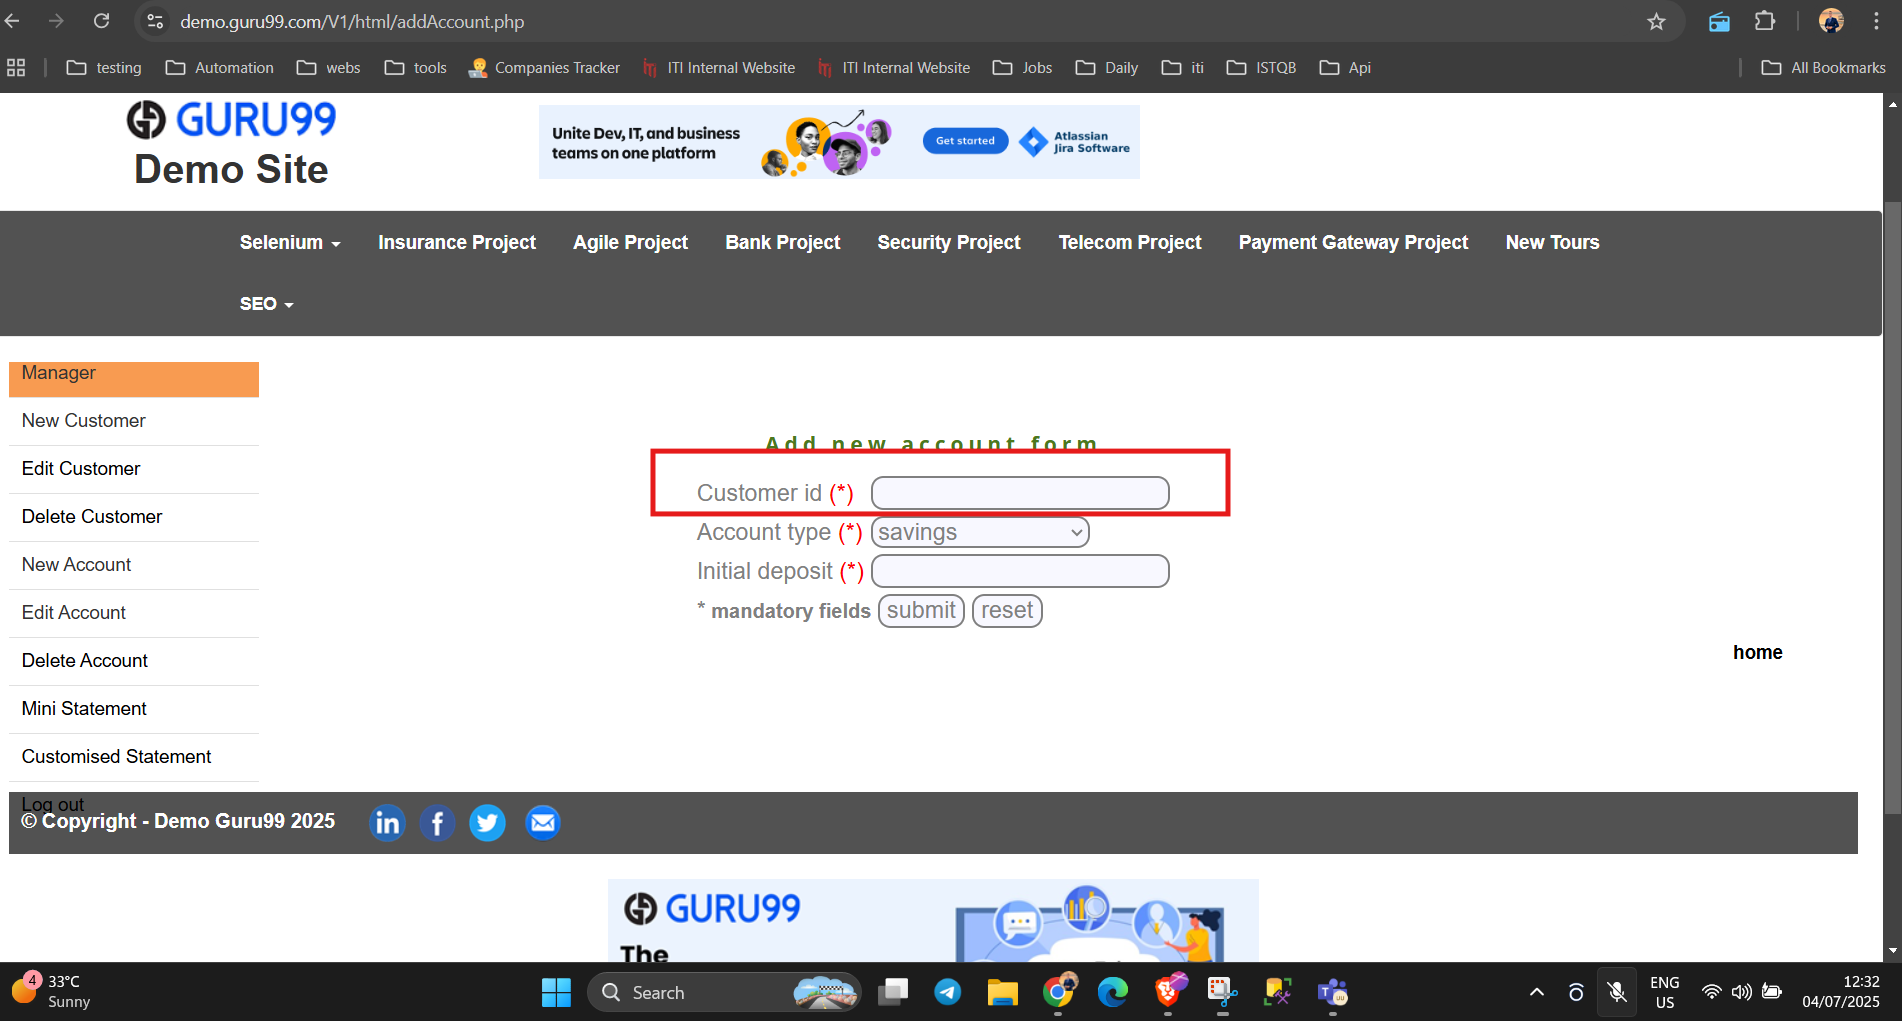 demo.guru99.com/V1/html/addAccount.php
testing Automation webs tools Companies Tracker ITI Internal Website ITI Internal Website Jobs Daily iti ISTQB Api All Bookmarks
GURU99
Demo Site
Unite Dev, IT, and business
teams on one platform
Get started
Atlassian
Jira Software
Selenium Insurance Project Agile Project Bank Project Security Project Telecom Project Payment Gateway Project New Tours
SEO
Manager
New Customer
Edit Customer
Delete Customer
New Account
Edit Account
Delete Account
Mini Statement
Customised Statement
Log out
Add new account form
Customer id (*)
Account type (*) savings
Initial deposit (*)
* mandatory fields submit reset
home
© Copyright - Demo Guru99 2025
GURU99
The
4
33°C
Sunny
Search
ENG
US
12:32
04/07/2025